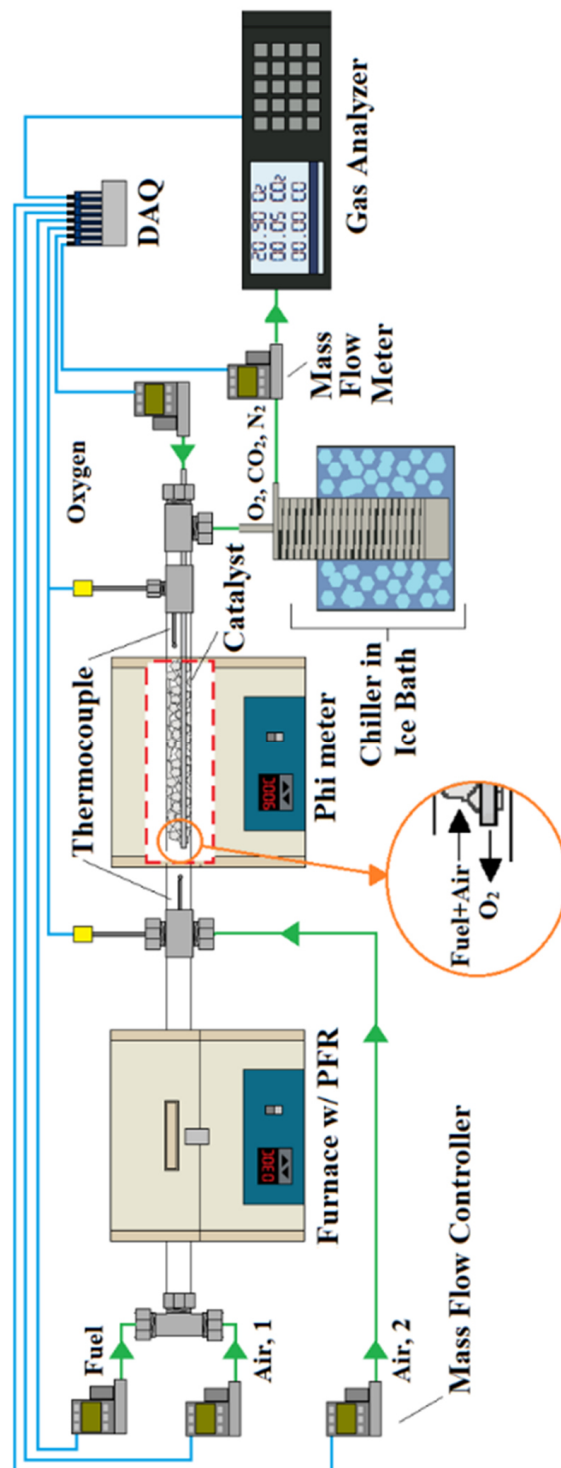 Fuel
Air, 1
Air, 2
Mass Flow Controller
Furnace w/ PFR
030C
Thermocouple
Phi meter
900C
Catalyst
Fuel+Air
O₂
Oxygen
Chiller in
Ice Bath
O₂, CO₂, N₂
Mass
Flow
Meter
DAQ
20.90 O₂
00.05 CO₂
00.00 CO
Gas Analyzer